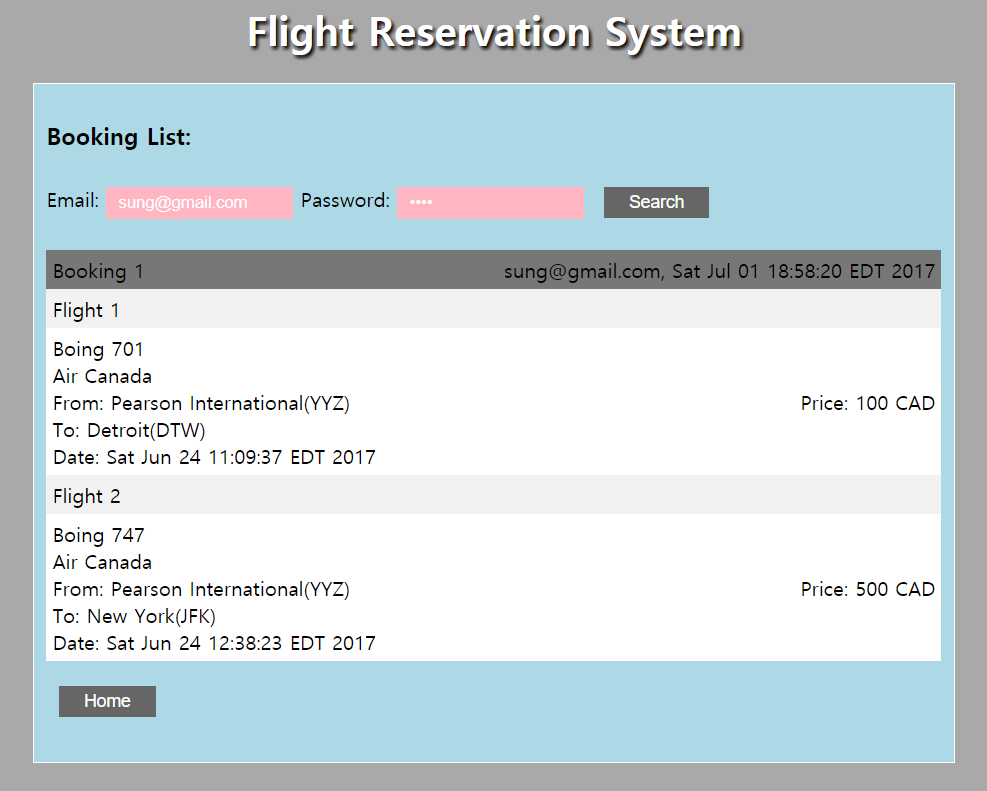 Flight Reservation System
Booking List:
Email: sung@gmail.com Password: •••• Search
Booking 1 sung@gmail.com, Sat Jul 01 18:58:20 EDT 2017
Flight 1
Boing 701
Air Canada
From: Pearson International(YYZ) Price: 100 CAD
To: Detroit(DTW)
Date: Sat Jun 24 11:09:37 EDT 2017
Flight 2
Boing 747
Air Canada
From: Pearson International(YYZ) Price: 500 CAD
To: New York(JFK)
Date: Sat Jun 24 12:38:23 EDT 2017
Home